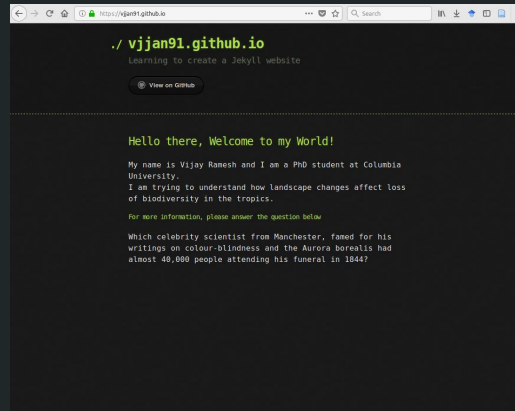 https://vjjan91.github.io
Search
./ vjjan91.github.io
Learning to create a Jekyll website
View on GitHub
Hello there, Welcome to my World!
My name is Vijay Ramesh and I am a PhD student at Columbia
University.
I am trying to understand how landscape changes affect loss
of biodiversity in the tropics.
For more information, please answer the question below
Which celebrity scientist from Manchester, famed for his
writings on colour-blindness and the Aurora borealis had
almost 40,000 people attending his funeral in 1844?